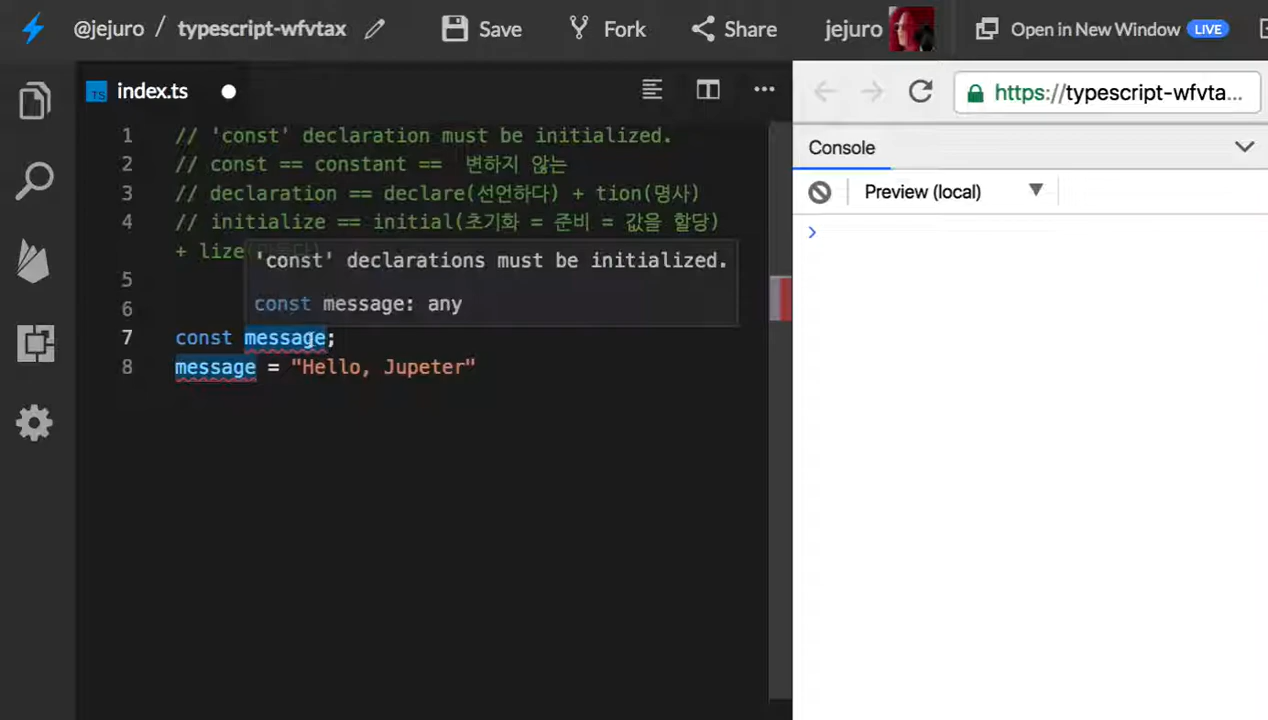 @jejuro / typescript-wfvtax Save Fork Share jejuro Open in New Window LIVE
TS index.ts
https://typescript-wfvta...
Console
Preview (local)
1 // 'const' declaration must be initialized.
2 // const == constant == 변하지 않는
3 // declaration == declare(선언하다) + tion(명사)
4 // initialize == initial(초기화 = 준비 = 값을 할당)
+ lize(
'const' declarations must be initialized.
5
const message: any
6
7 const message;
8 message = "Hello, Jupeter"